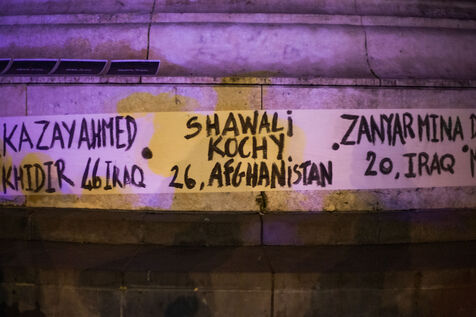 KAZAYAHMED
KHIDIR 46 IRAQ
SHAWALI
KOCHY
26, AFGHANISTAN
ZANYAR MINA
20, IRAQ